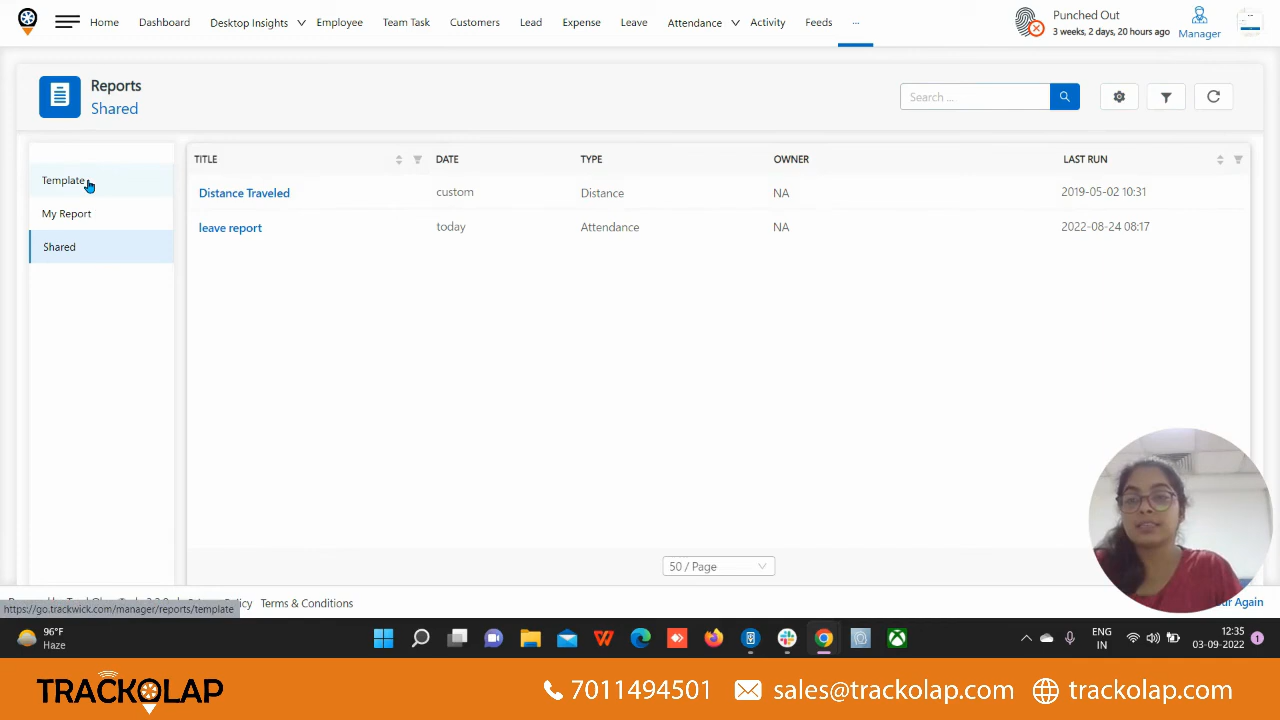 Home Dashboard Desktop Insights Employee Team Task Customers Lead Expense Leave Attendance Activity Feeds ...
Punched Out
3 weeks, 2 days, 20 hours ago
Manager
Reports
Shared
Search ...
Template
My Report
Shared
TITLE DATE TYPE OWNER LAST RUN
Distance Traveled custom Distance NA 2019-05-02 10:31
leave report today Attendance NA 2022-08-24 08:17
50 / Page
Terms & Conditions
Again
https://go.trackwick.com/manager/reports/template
96°F
Haze
ENG
IN
12:35
03-09-2022
1
TRACKOLAP
7011494501
sales@trackolap.com
trackolap.com